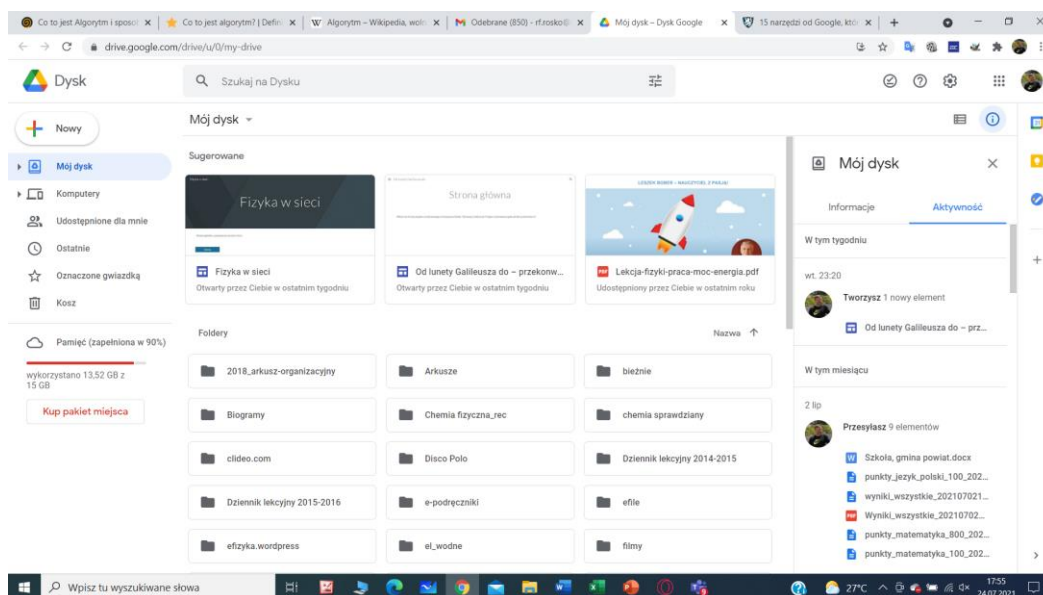 Co to jest Algorytm i sposo
Co to jest algorytm? | Defin
Algorytm – Wikipedia, woln
Odebrane (850) - rf.rosko
Mój dysk – Dysk Google
15 narzędzi od Google, któr
drive.google.com/drive/u/0/my-drive
Dysk
Szukaj na Dysku
Nowy
Mój dysk
Komputery
Udostępnione dla mnie
Ostatnie
Oznaczone gwiazdką
Kosz
Pamięć (zapełniona w 90%)
wykorzystano 13,52 GB z
15 GB
Kup pakiet miejsca
Mój dysk
Sugerowane
Fizyka w sieci
Strona główna
LESZEK BOBER – NAUCZYCIEL Z PASJĄ!
Fizyka w sieci
Otwarty przez Ciebie w ostatnim tygodniu
Od lunety Galileusza do – przekonw...
Otwarty przez Ciebie w ostatnim tygodniu
Lekcja-fizyki-praca-moc-energia.pdf
Udostępniony przez Ciebie w ostatnim roku
Foldery
Nazwa
2018_arkusz-organizacyjny
Arkusze
bieżnie
Biogramy
Chemia fizyczna_rec
chemia sprawdziany
clideo.com
Disco Polo
Dziennik lekcyjny 2014-2015
Dziennik lekcyjny 2015-2016
e-podręczniki
efile
efizyka.wordpress
el_wodne
filmy
Mój dysk
Informacje
Aktywność
W tym tygodniu
wt. 23:20
Tworzysz 1 nowy element
Od lunety Galileusza do – prz...
W tym miesiącu
2 lip
Przesyłasz 9 elementów
Szkoła, gmina powiat.docx
punkty_jezyk_polski_100_202...
wyniki_wszystkie_202107021...
Wyniki_wszystkie_20210702...
punkty_matematyka_800_202...
punkty_matematyka_100_202...
Wpisz tu wyszukiwane słowa
27°C
17:55
24.07.2021